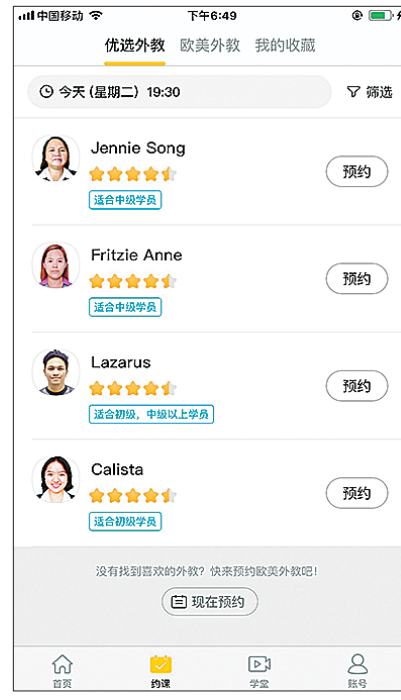 中国移动 下午6:49
优选外教 欧美外教 我的收藏
今天 (星期二) 19:30 筛选
Jennie Song
适合中级学员
预约
Fritzie Anne
适合中级学员
预约
Lazarus
适合初级，中级以上学员
预约
Calista
适合初级学员
预约
没有找到喜欢的外教？快来预约欧美外教吧！
现在预约
首页 约课 学堂 账号